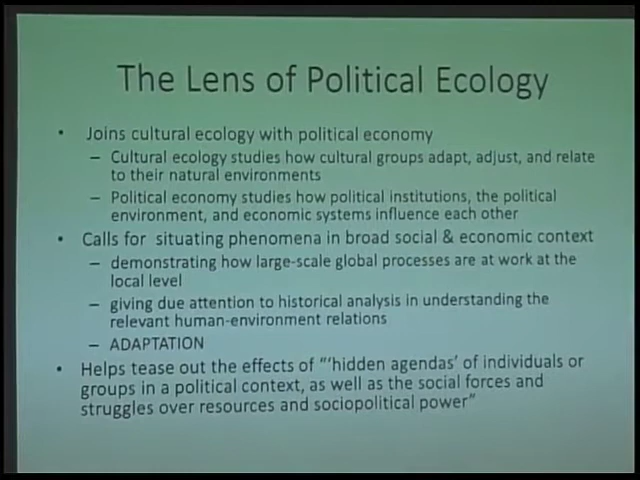 The Lens of Political Ecology
• Joins cultural ecology with political economy
– Cultural ecology studies how cultural groups adapt, adjust, and relate
to their natural environments
– Political economy studies how political institutions, the political
environment, and economic systems influence each other
• Calls for situating phenomena in broad social & economic context
– demonstrating how large-scale global processes are at work at the
local level
– giving due attention to historical analysis in understanding the
relevant human-environment relations
– ADAPTATION
• Helps tease out the effects of "'hidden agendas' of individuals or
groups in a political context, as well as the social forces and
struggles over resources and sociopolitical power"